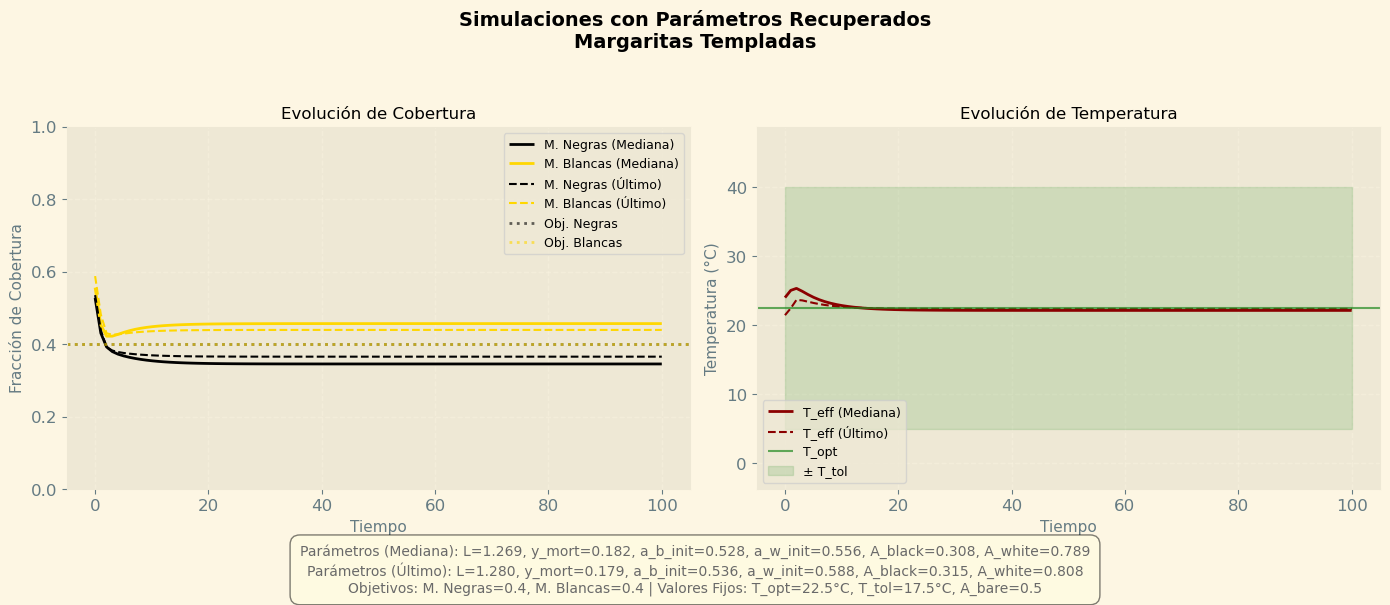 Simulaciones con Parámetros Recuperados
Margaritas Templadas
Evolución de Cobertura
Fracción de Cobertura
1.0
0.8
0.6
0.4
0.2
0.0
M. Negras (Mediana)
M. Blancas (Mediana)
M. Negras (Último)
M. Blancas (Último)
Obj. Negras
Obj. Blancas
0 20 40 60 80 100
Tiempo
Evolución de Temperatura
Temperatura (°C)
40
30
20
10
0
T_eff (Mediana)
T_eff (Último)
T_opt
± T_tol
0 20 40 60 80 100
Tiempo
Parámetros (Mediana): L=1.269, y_mort=0.182, a_b_init=0.528, a_w_init=0.556, A_black=0.308, A_white=0.789
Parámetros (Último): L=1.280, y_mort=0.179, a_b_init=0.536, a_w_init=0.588, A_black=0.315, A_white=0.808
Objetivos: M. Negras=0.4, M. Blancas=0.4 | Valores Fijos: T_opt=22.5°C, T_tol=17.5°C, A_bare=0.5